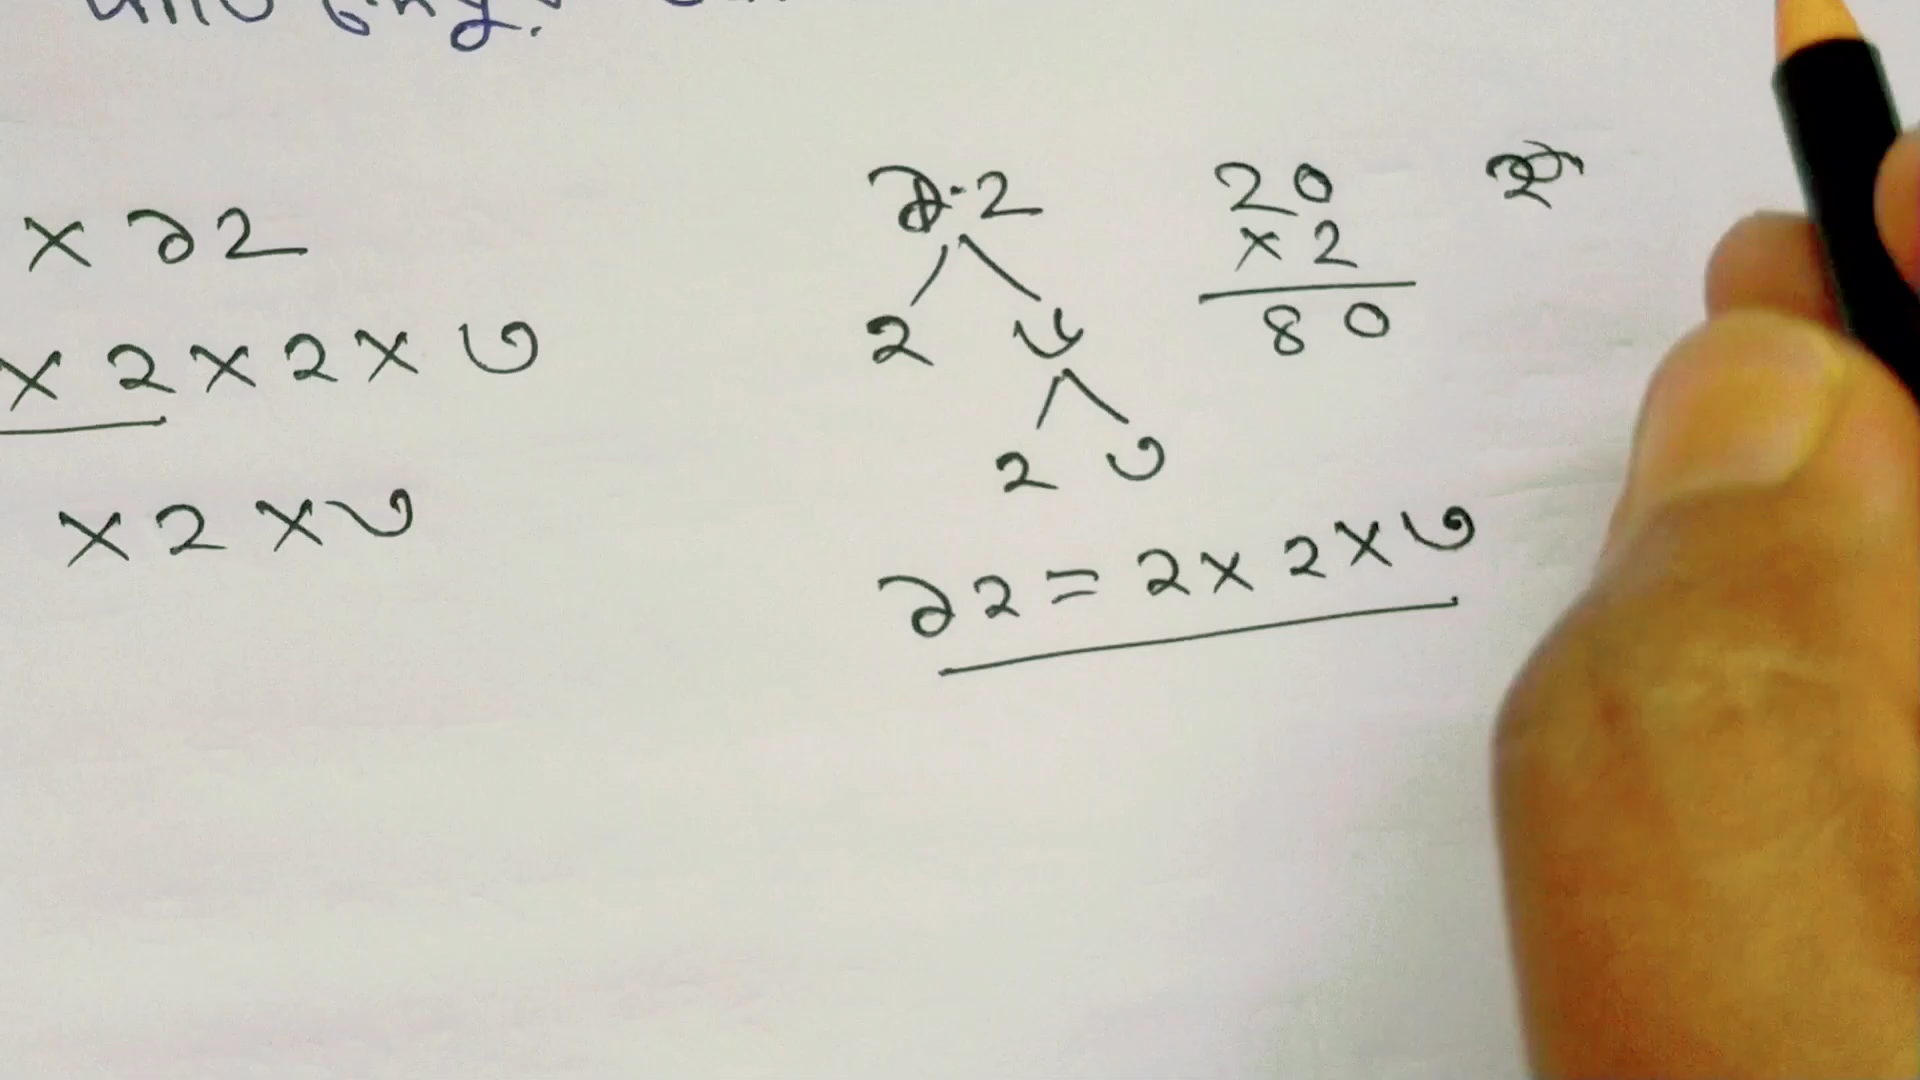 × ১২
× ২ × ২ × ৩
× ২ × ৩
১২
২ ৬
২ ৩
১২ = ২ × ২ × ৩
২০
× ২
৪০